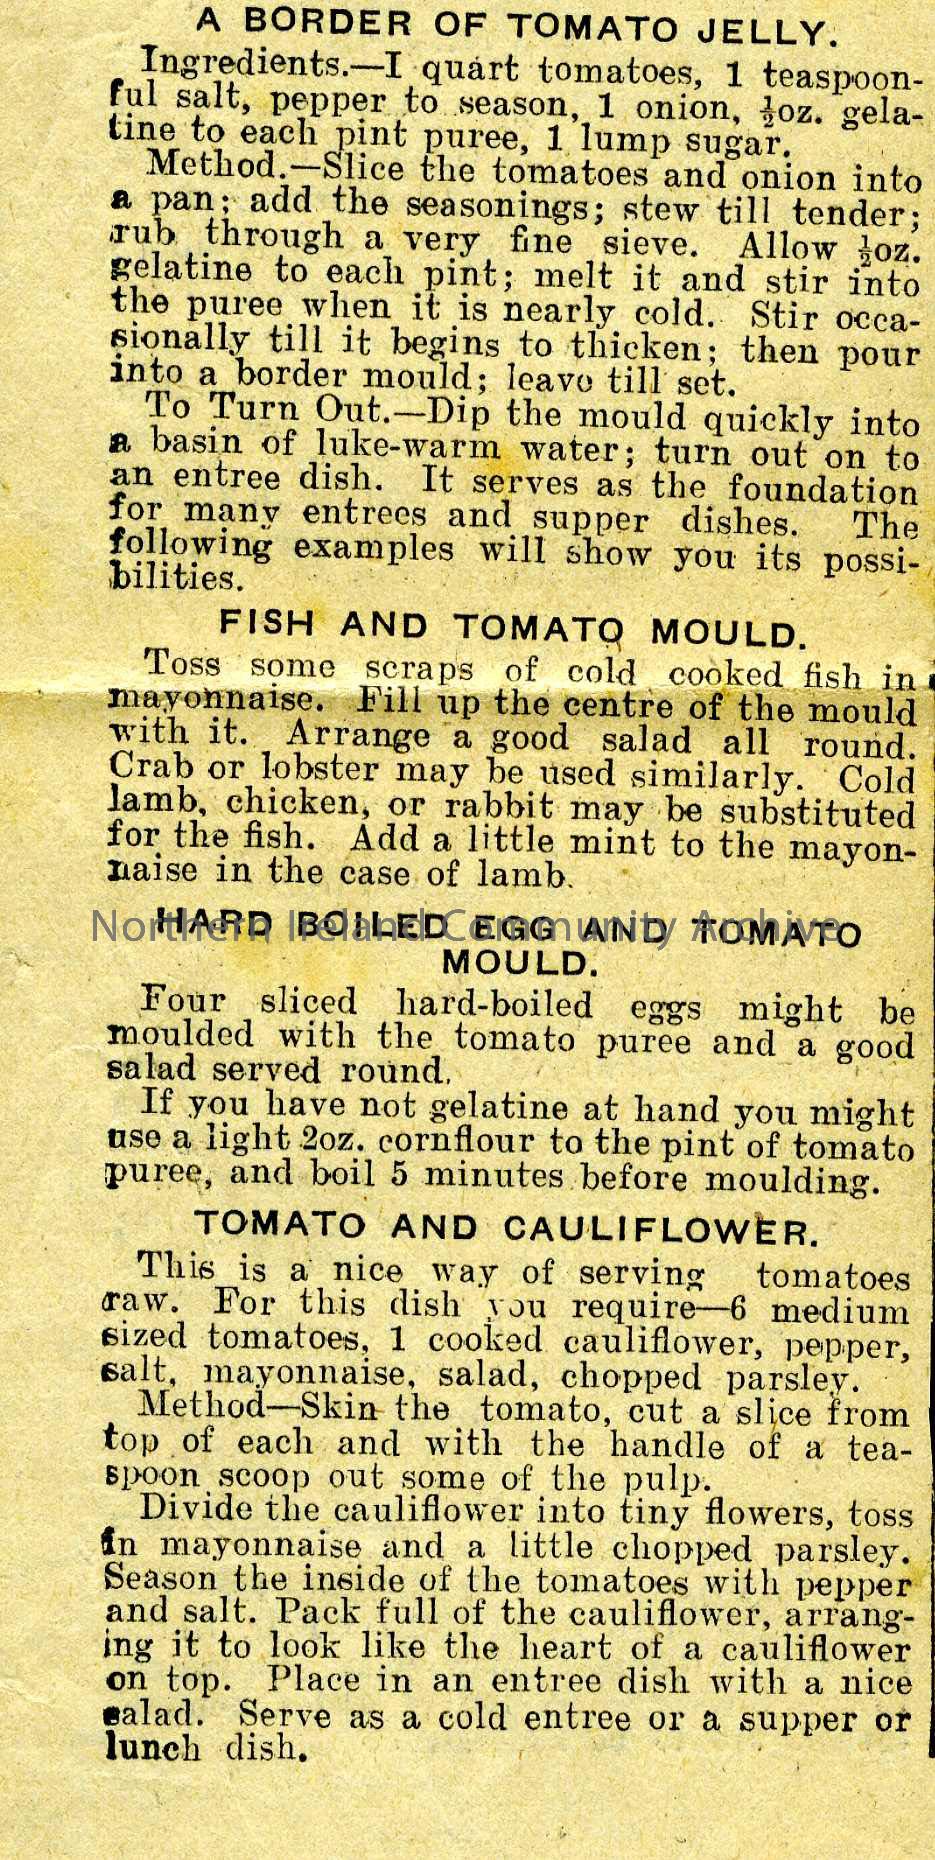 A BORDER OF TOMATO JELLY.
Ingredients.—I quart tomatoes, 1 teaspoon-
ful salt, pepper to season, 1 onion, ½oz. gela-
tine to each pint puree, 1 lump sugar.
Method.—Slice the tomatoes and onion into
a pan; add the seasonings; stew till tender;
rub through a very fine sieve. Allow ½oz.
gelatine to each pint; melt it and stir into
the puree when it is nearly cold. Stir occa-
sionally till it begins to thicken; then pour
into a border mould; leave till set.
To Turn Out.—Dip the mould quickly into
a basin of luke-warm water; turn out on to
an entree dish. It serves as the foundation
for many entrees and supper dishes. The
following examples will show you its possi-
bilities.
FISH AND TOMATO MOULD.
Toss some scraps of cold cooked fish in
mayonnaise. Fill up the centre of the mould
with it. Arrange a good salad all round.
Crab or lobster may be used similarly. Cold
lamb, chicken, or rabbit may be substituted
for the fish. Add a little mint to the mayon-
naise in the case of lamb.
HARD BOILED EGG AND TOMATO
Northern Ireland Community Archive
MOULD.
Four sliced hard-boiled eggs might be
moulded with the tomato puree and a good
salad served round.
If you have not gelatine at hand you might
use a light 2oz. cornflour to the pint of tomato
puree, and boil 5 minutes before moulding.
TOMATO AND CAULIFLOWER.
This is a nice way of serving tomatoes
raw. For this dish you require—6 medium
sized tomatoes, 1 cooked cauliflower, pepper,
salt, mayonnaise, salad, chopped parsley.
Method—Skin the tomato, cut a slice from
top of each and with the handle of a tea-
spoon scoop out some of the pulp.
Divide the cauliflower into tiny flowers, toss
in mayonnaise and a little chopped parsley.
Season the inside of the tomatoes with pepper
and salt. Pack full of the cauliflower, arrang-
ing it to look like the heart of a cauliflower
on top. Place in an entree dish with a nice
salad. Serve as a cold entree or a supper or
lunch dish.